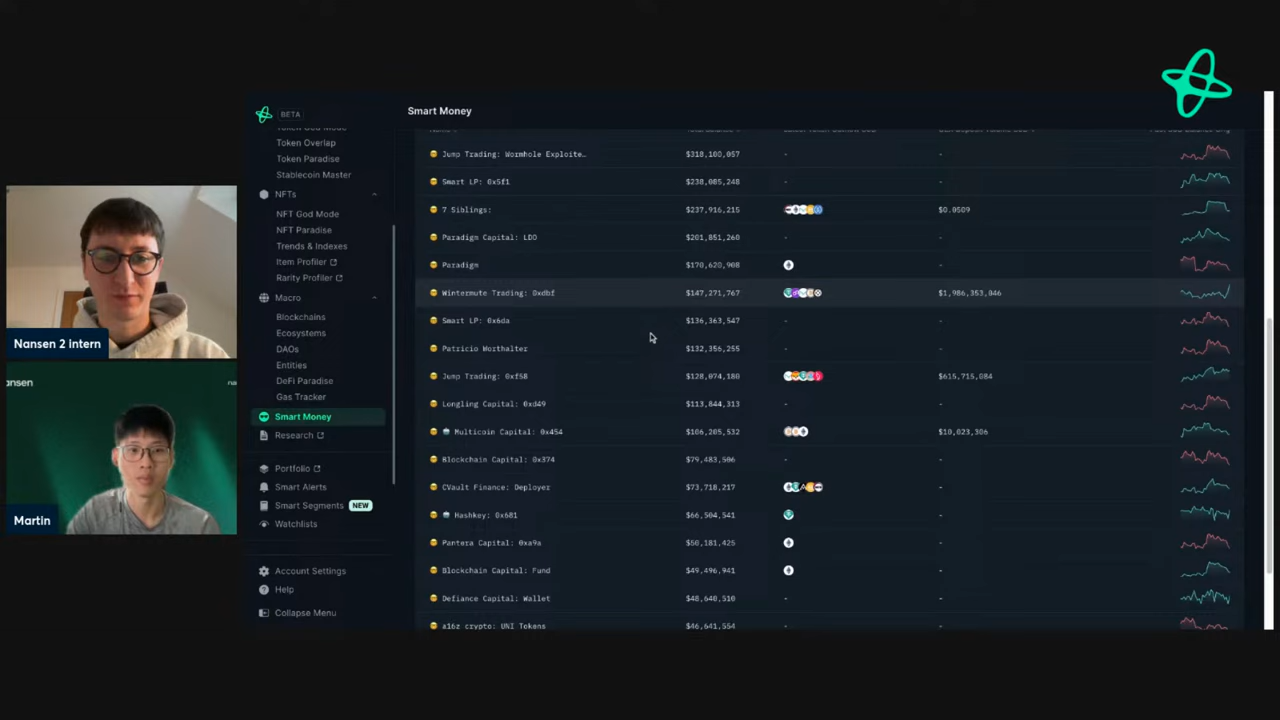 BETA
Smart Money
Token God Mode
Token Overlap
Token Paradise
Stablecoin Master
NFTs
NFT God Mode
NFT Paradise
Trends & Indexes
Item Profiler
Rarity Profiler
Macro
Blockchains
Ecosystems
DAOs
Entities
DeFi Paradise
Gas Tracker
Smart Money
Research
Portfolio
Smart Alerts
Smart Segments NEW
Watchlists
Account Settings
Help
Collapse Menu
Jump Trading: Wormhole Exploite… $318,100,057 - -
Smart LP: 0x5f1 $238,085,248 - -
7 Siblings: $237,916,215 $0.0509
Paradigm Capital: LDO $201,851,260 - -
Paradigm $170,620,908 -
Wintermute Trading: 0xdbf $147,271,767 $1,986,353,046
Smart LP: 0x6da $136,363,547 - -
Patricio Worthalter $132,356,255 - -
Jump Trading: 0xf58 $128,074,180 $615,715,084
Longling Capital: 0xd49 $113,844,313 - -
Multicoin Capital: 0x454 $106,205,532 $10,023,306
Blockchain Capital: 0x374 $79,483,506 - -
CVault Finance: Deployer $73,718,217 -
Hashkey: 0x681 $66,504,541 -
Pantera Capital: 0xa9a $50,181,425 -
Blockchain Capital: Fund $49,496,941 -
Defiance Capital: Wallet $48,640,510 - -
a16z crypto: UNI Tokens $46,641,554 - -
Nansen 2 Intern
ansen
na
Martin